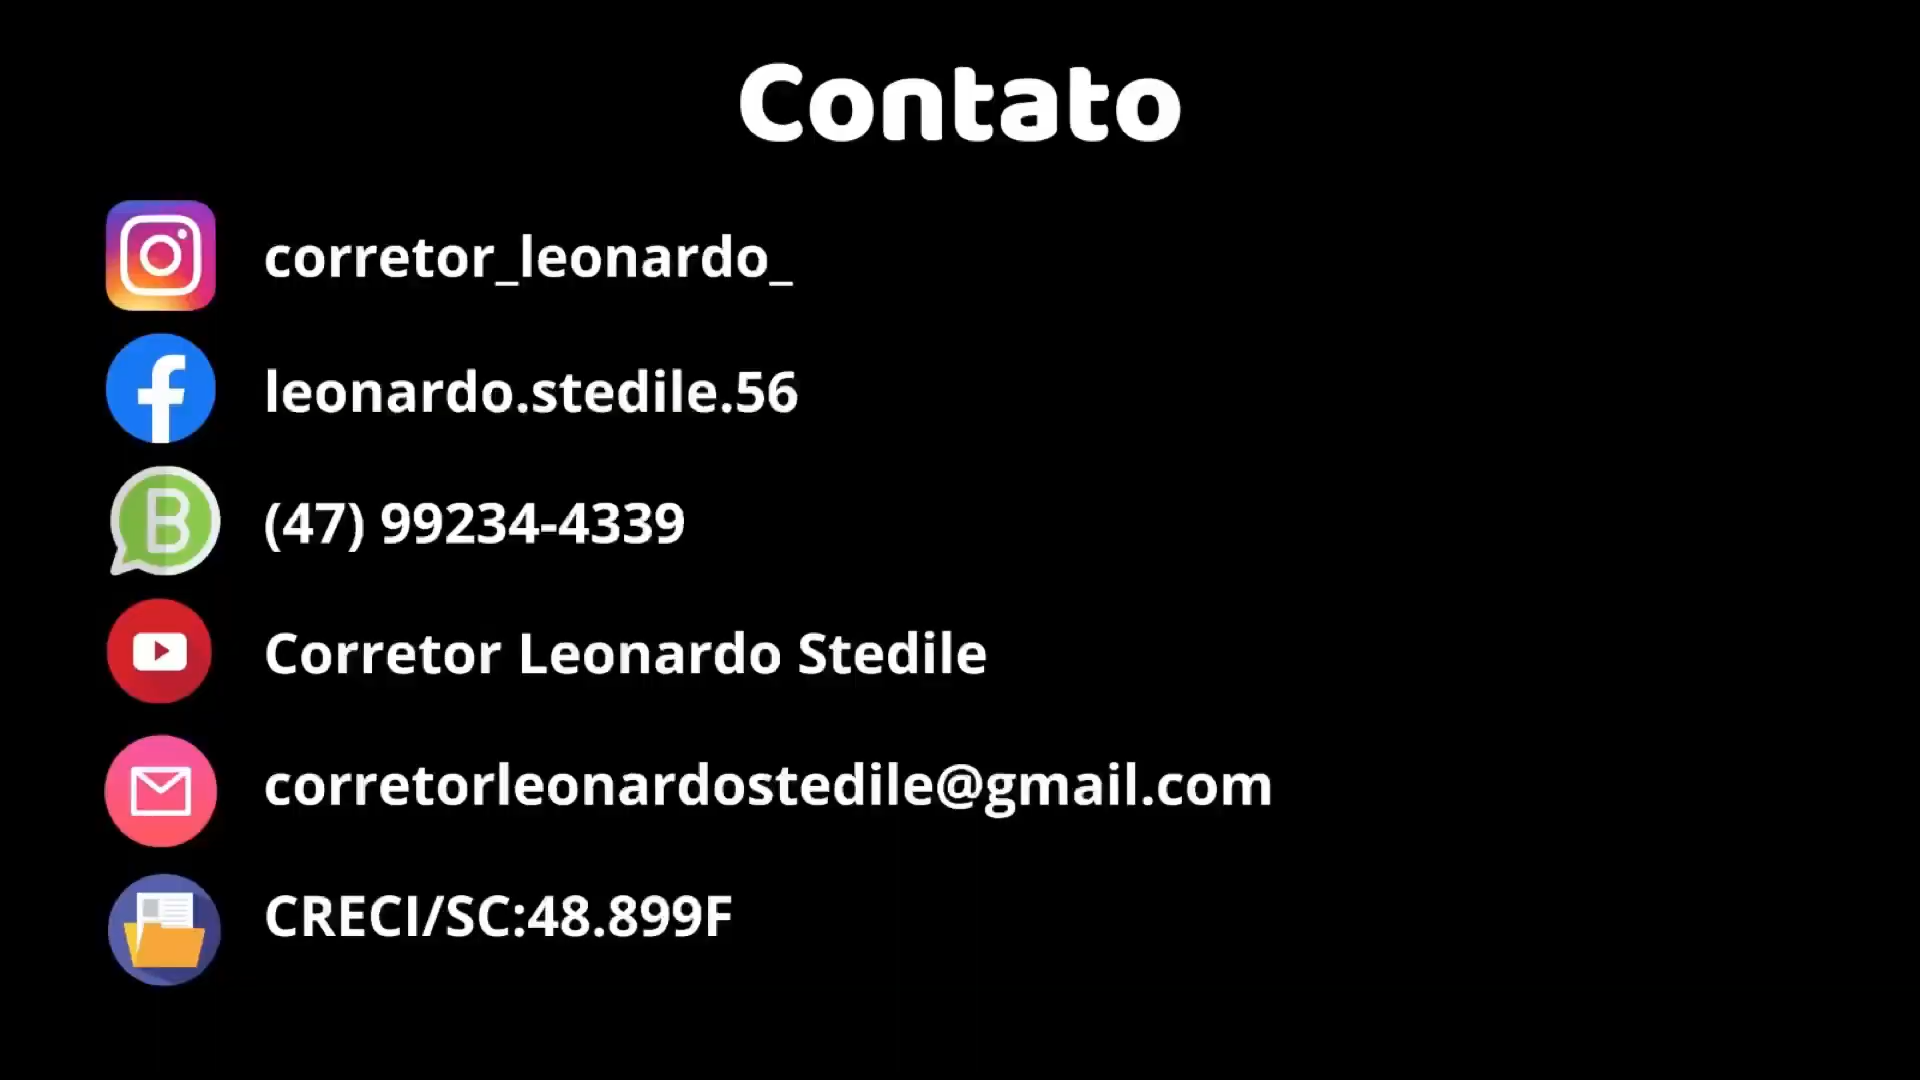 Contato
corretor_leonardo_
leonardo.stedile.56
(47) 99234-4339
Corretor Leonardo Stedile
corretorleonardostedile@gmail.com
CRECI/SC:48.899F